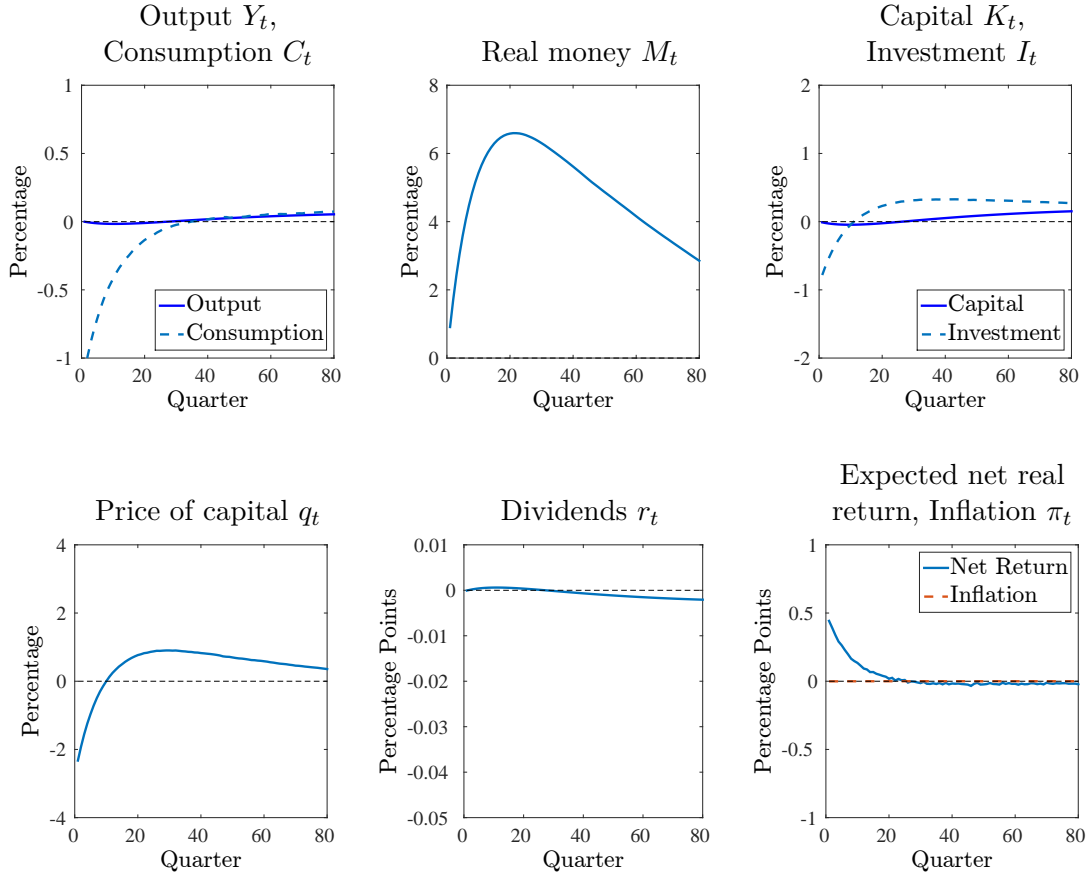 Output Y_t,
Consumption C_t
Percentage
1
0.5
0
-0.5
-1
Output
Consumption
0 20 40 60 80
Quarter
Real money M_t
Percentage
8
6
4
2
0
0 20 40 60 80
Quarter
Capital K_t,
Investment I_t
Percentage
2
1
0
-1
-2
Capital
Investment
0 20 40 60 80
Quarter
Price of capital q_t
Percentage
4
2
0
-2
-4
0 20 40 60 80
Quarter
Dividends r_t
Percentage Points
0.01
0
-0.01
-0.02
-0.03
-0.04
-0.05
0 20 40 60 80
Quarter
Expected net real
return, Inflation π_t
Percentage Points
1
0.5
0
-0.5
-1
Net Return
Inflation
0 20 40 60 80
Quarter